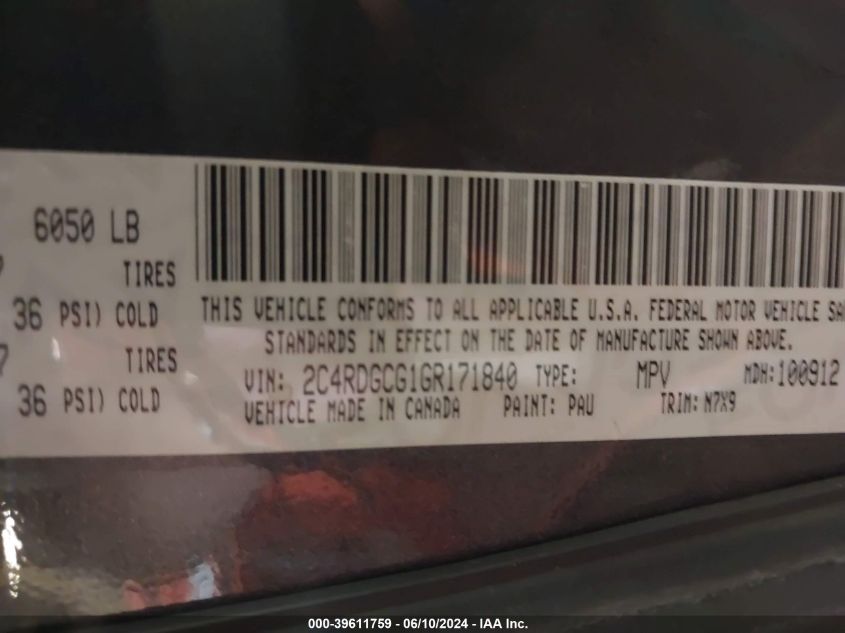 6050 LB
TIRES
36 PSI) COLD
7 TIRES
36 PSI) COLD
THIS VEHICLE CONFORMS TO ALL APPLICABLE U.S.A. FEDERAL MOTOR VEHICLE SA
STANDARDS IN EFFECT ON THE DATE OF MANUFACTURE SHOWN ABOVE.
VIN: 2C4RDGCG1GR171840 TYPE: MPV MDH:100912
VEHICLE MADE IN CANADA PAINT: PAU TRIM: N7X9
000-39611759 - 06/10/2024 - IAA Inc.